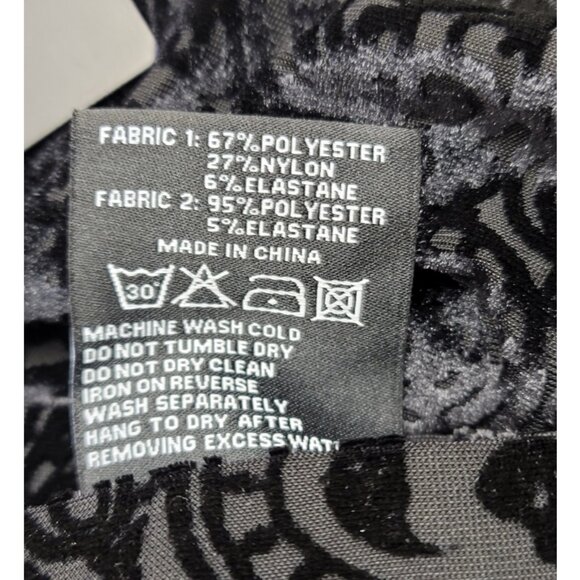 FABRIC 1: 67%POLYESTER
27%NYLON
6%ELASTANE
FABRIC 2: 95%POLYESTER
5%ELASTANE
MADE IN CHINA
30°
MACHINE WASH COLD
DO NOT TUMBLE DRY
DO NOT DRY CLEAN
IRON ON REVERSE
WASH SEPARATELY
HANG TO DRY AFTER
REMOVING EXCESS